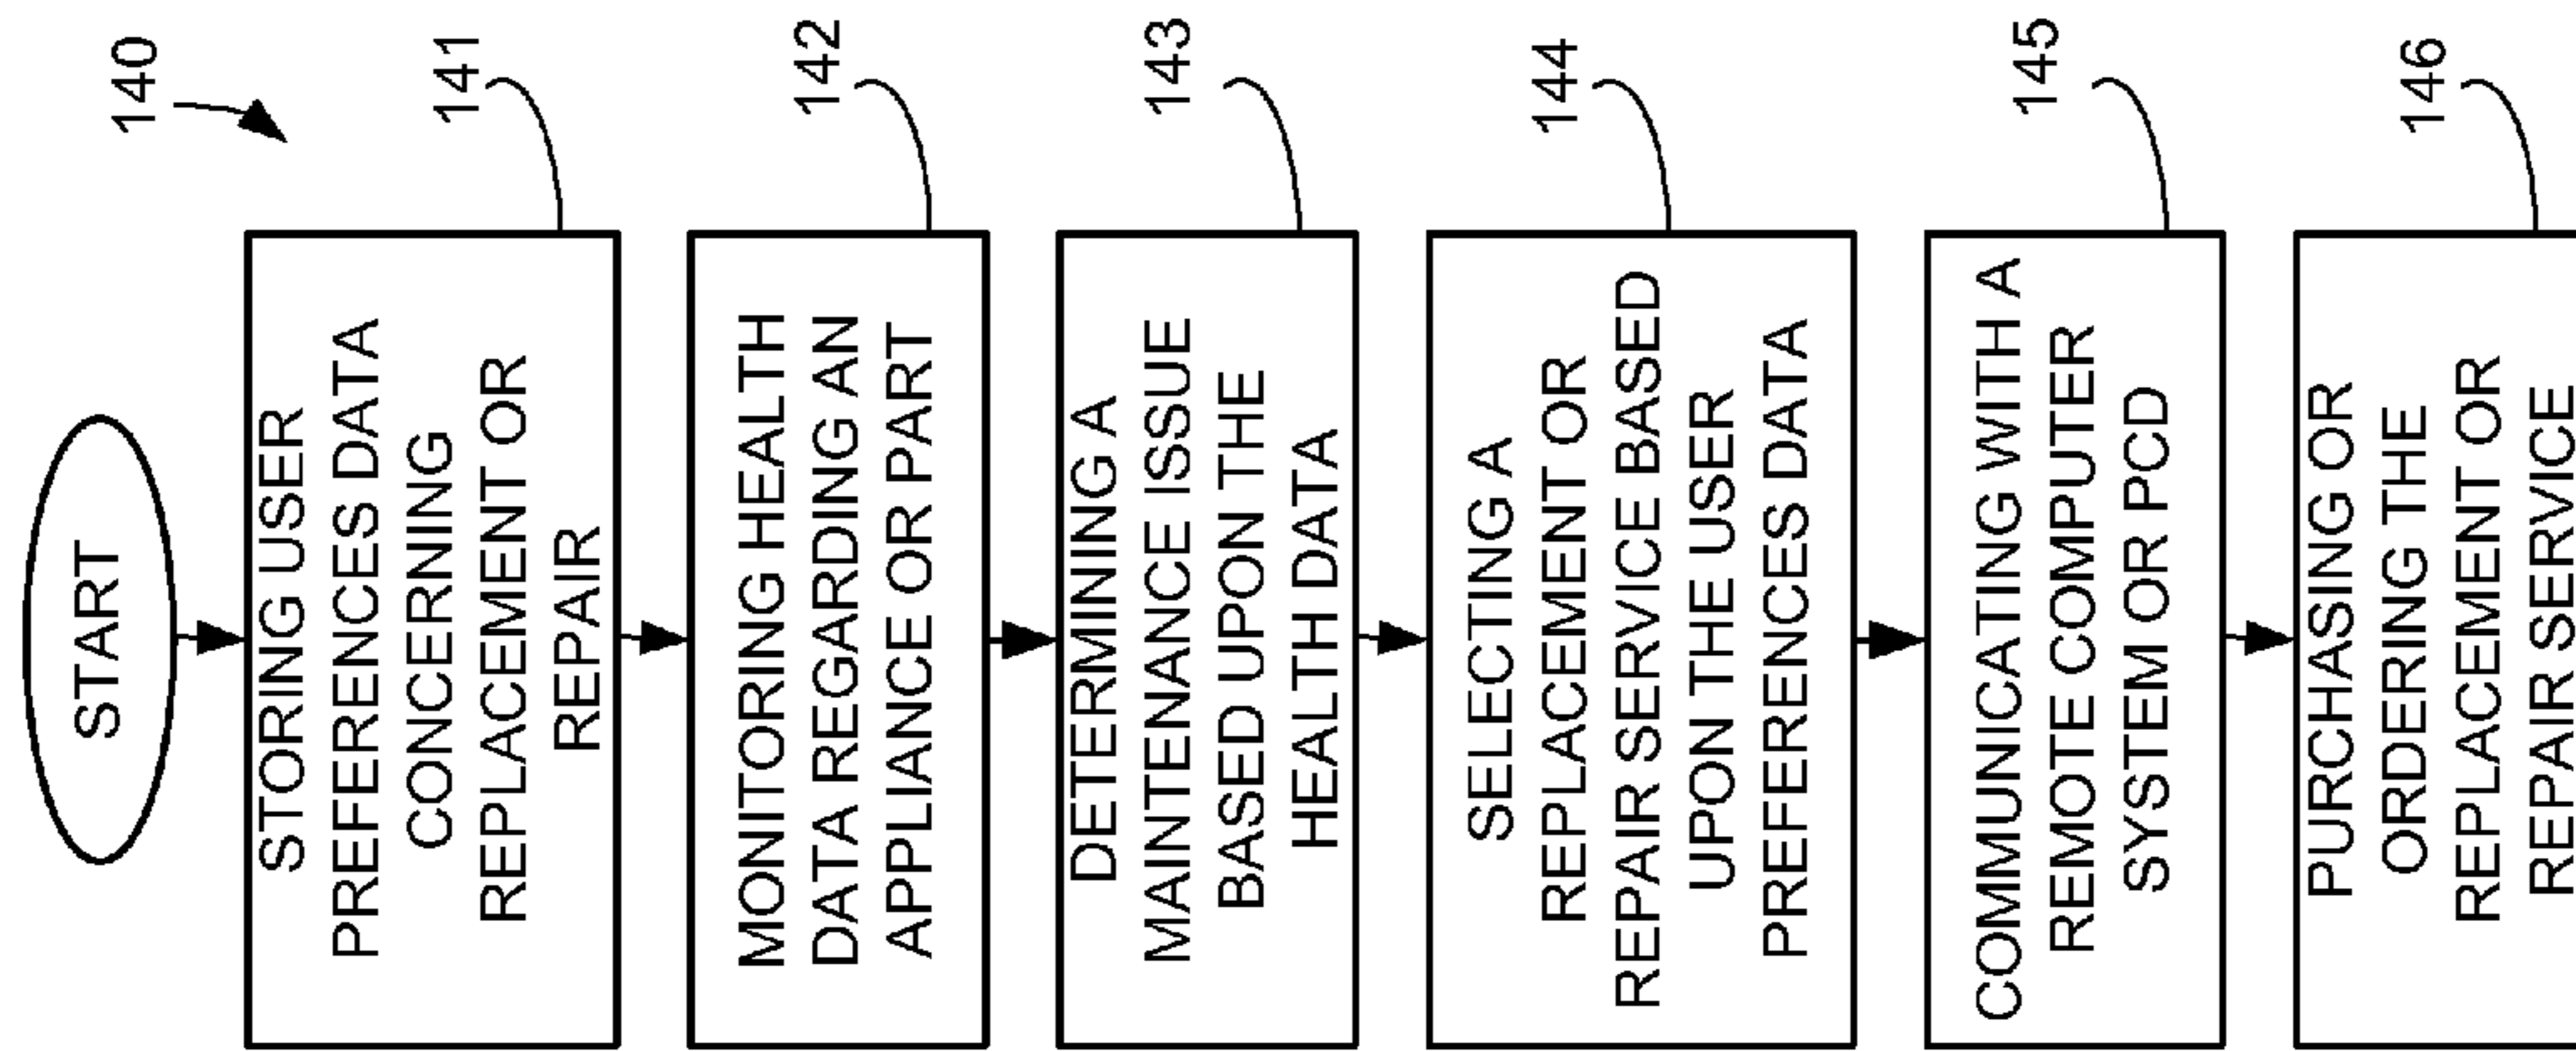 140
START
STORING USER
PREFERENCES DATA
CONCERNING
REPLACEMENT OR
REPAIR
141
MONITORING HEALTH
DATA REGARDING AN
APPLIANCE OR PART
142
DETERMINING A
MAINTENANCE ISSUE
BASED UPON THE
HEALTH DATA
143
SELECTING A
REPLACEMENT OR
REPAIR SERVICE BASED
UPON THE USER
PREFERENCES DATA
144
COMMUNICATING WITH A
REMOTE COMPUTER
SYSTEM OR PCD
145
PURCHASING OR
ORDERING THE
REPLACEMENT OR
REPAIR SERVICE
146